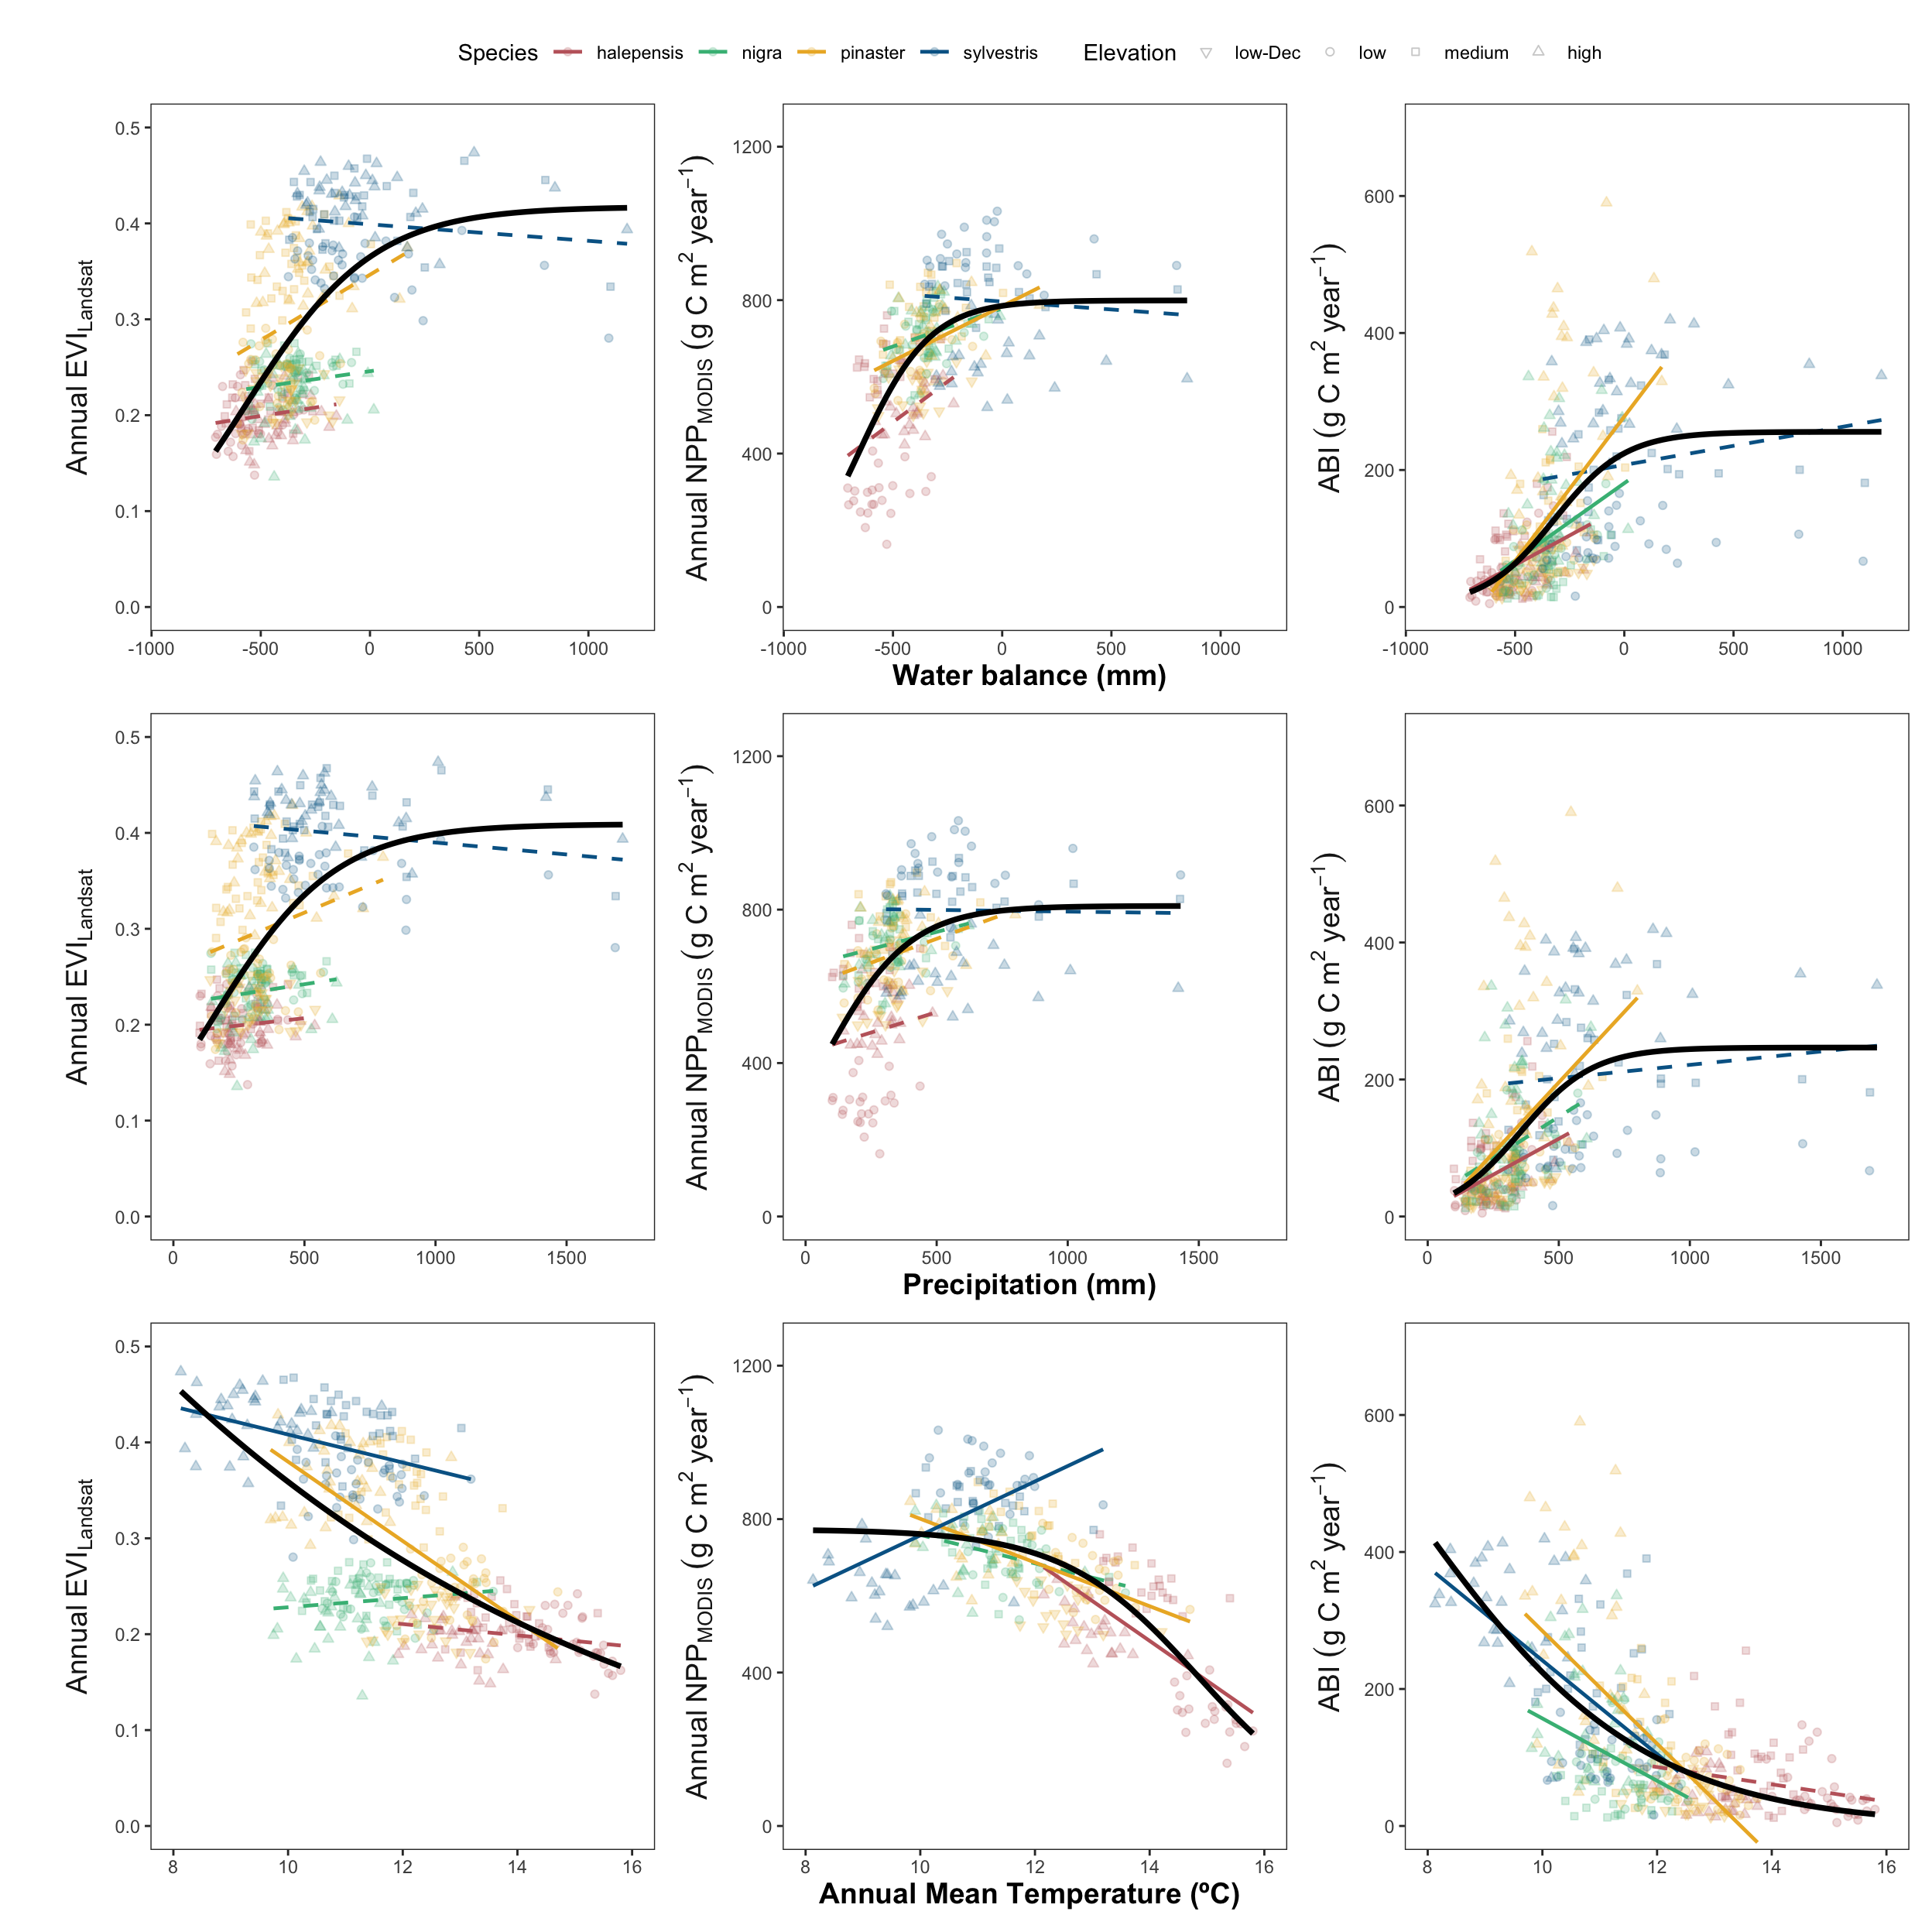 Species halepensis nigra pinaster sylvestris Elevation low-Dec low medium high
Annual EVI_Landsat
0.5
0.4
0.3
0.2
0.1
0.0
-1000 -500 0 500 1000
Annual NPP_MODIS (g C m² year⁻¹)
1200
800
400
0
-1000 -500 0 500 1000
ABI (g C m² year⁻¹)
600
400
200
0
-1000 -500 0 500 1000
Water balance (mm)
Annual EVI_Landsat
0.5
0.4
0.3
0.2
0.1
0.0
0 500 1000 1500
Annual NPP_MODIS (g C m² year⁻¹)
1200
800
400
0
0 500 1000 1500
ABI (g C m² year⁻¹)
600
400
200
0
0 500 1000 1500
Precipitation (mm)
Annual EVI_Landsat
0.5
0.4
0.3
0.2
0.1
0.0
8 10 12 14 16
Annual NPP_MODIS (g C m² year⁻¹)
1200
800
400
0
8 10 12 14 16
ABI (g C m² year⁻¹)
600
400
200
0
8 10 12 14 16
Annual Mean Temperature (ºC)